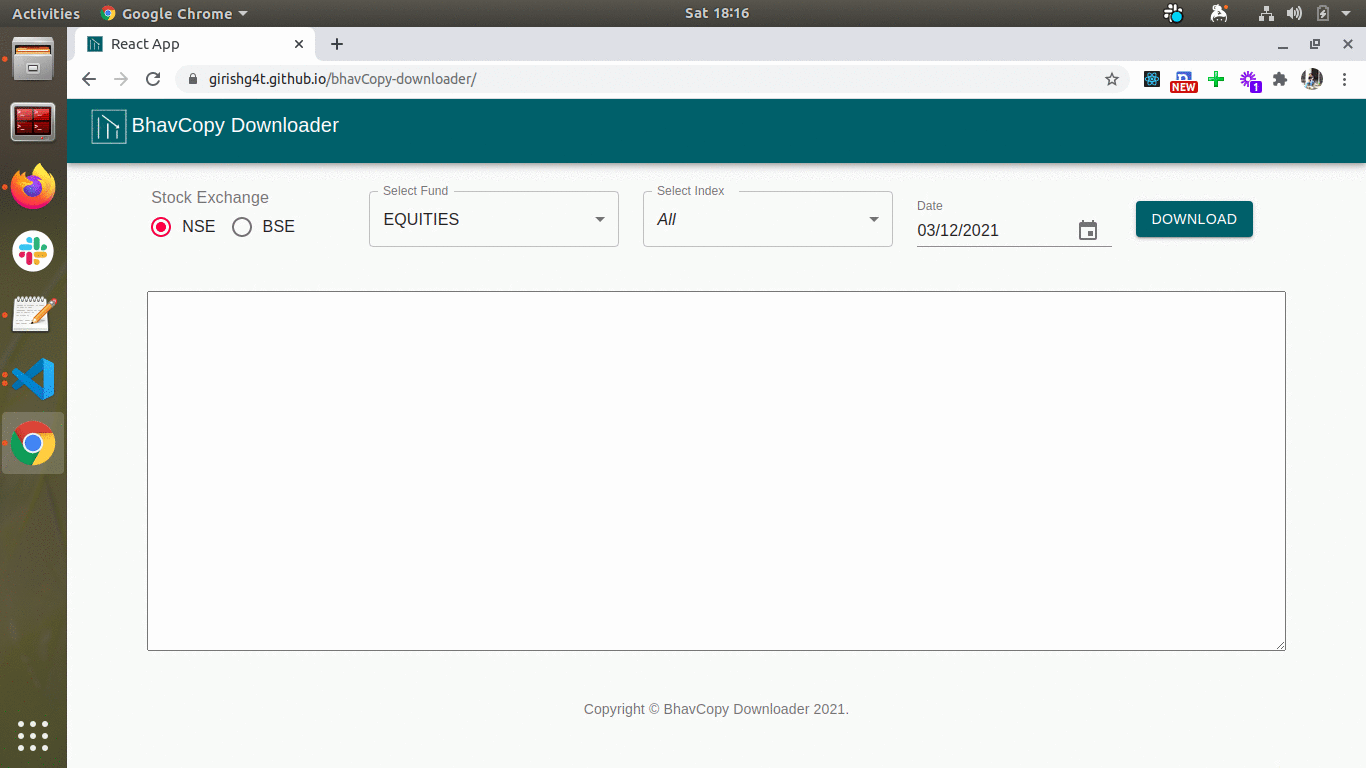 Activities
Google Chrome
Sat 18:16
React App
girishg4t.github.io/bhavCopy-downloader/
NEW
1
BhavCopy Downloader
Stock Exchange
NSE
BSE
Select Fund
EQUITIES
Select Index
All
Date
03/12/2021
DOWNLOAD
Copyright © BhavCopy Downloader 2021.